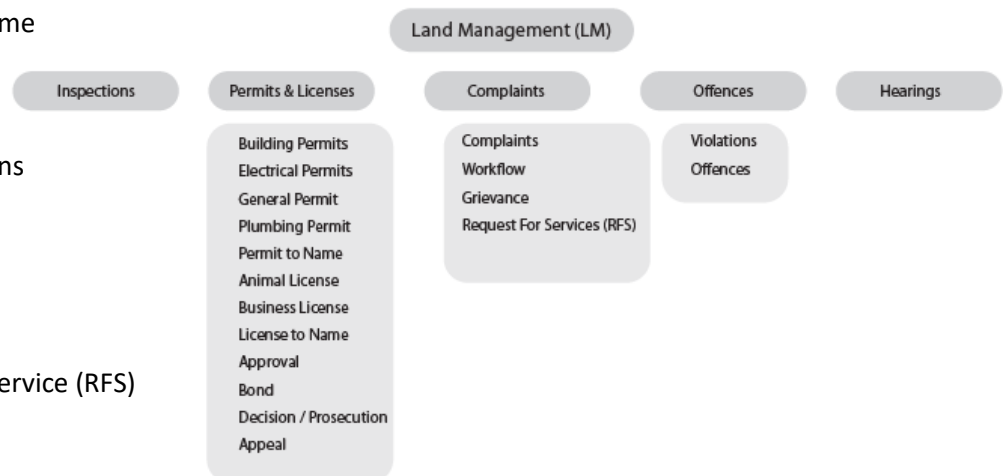 me
Land Management (LM)
Inspections
Permits & Licenses
Complaints
Offences
Hearings
ns
Building Permits
Electrical Permits
General Permit
Plumbing Permit
Permit to Name
Animal License
Business License
License to Name
Approval
Bond
Decision / Prosecution
Appeal
Complaints
Workflow
Grievance
Request For Services (RFS)
Violations
Offences
ervice (RFS)